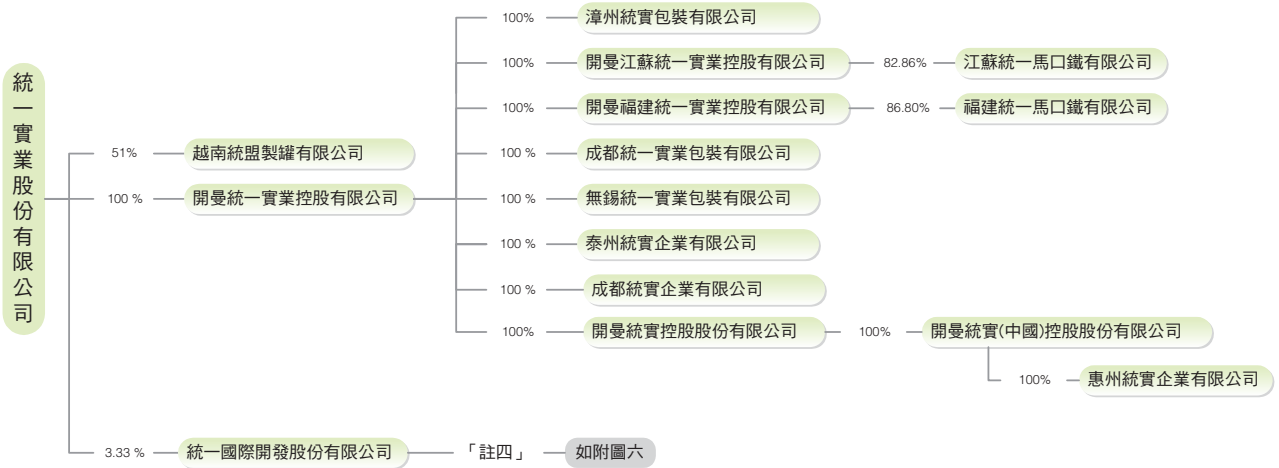 統一實業股份有限公司
51%
越南統盟製罐有限公司
100 %
開曼統一實業控股有限公司
100%
漳州統實包裝有限公司
100%
開曼江蘇統一實業控股有限公司
82.86%
江蘇統一馬口鐵有限公司
100%
開曼福建統一實業控股有限公司
86.80%
福建統一馬口鐵有限公司
100 %
成都統一實業包裝有限公司
100 %
無錫統一實業包裝有限公司
100 %
泰州統實企業有限公司
100 %
成都統實企業有限公司
100%
開曼統實控股股份有限公司
100%
開曼統實(中國)控股股份有限公司
100%
惠州統實企業有限公司
3.33 %
統一國際開發股份有限公司
「註四」
如附圖六